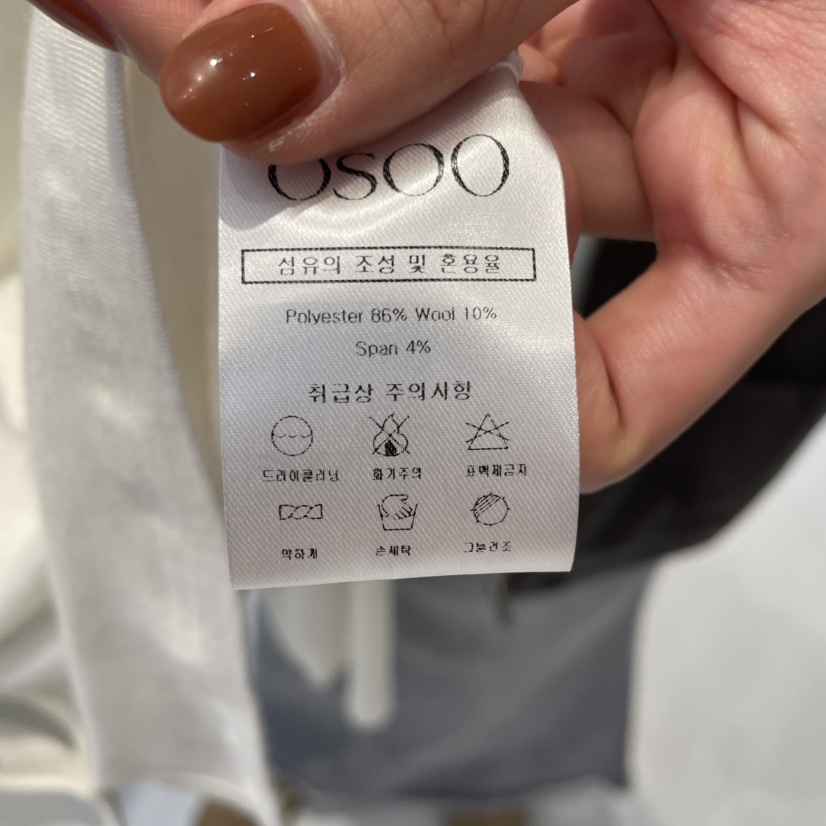 OSOO
섬유의 조성 및 혼용율
Polyester 86% Wool 10%
Span 4%
취급상 주의사항
드라이클리닝 화기주의 표백제금지
약하게 손세탁 그늘건조